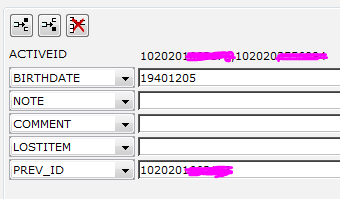 ACTIVEID 1020201 102020
BIRTHDATE 19401205
NOTE
COMMENT
LOSTITEM
PREV_ID 1020201